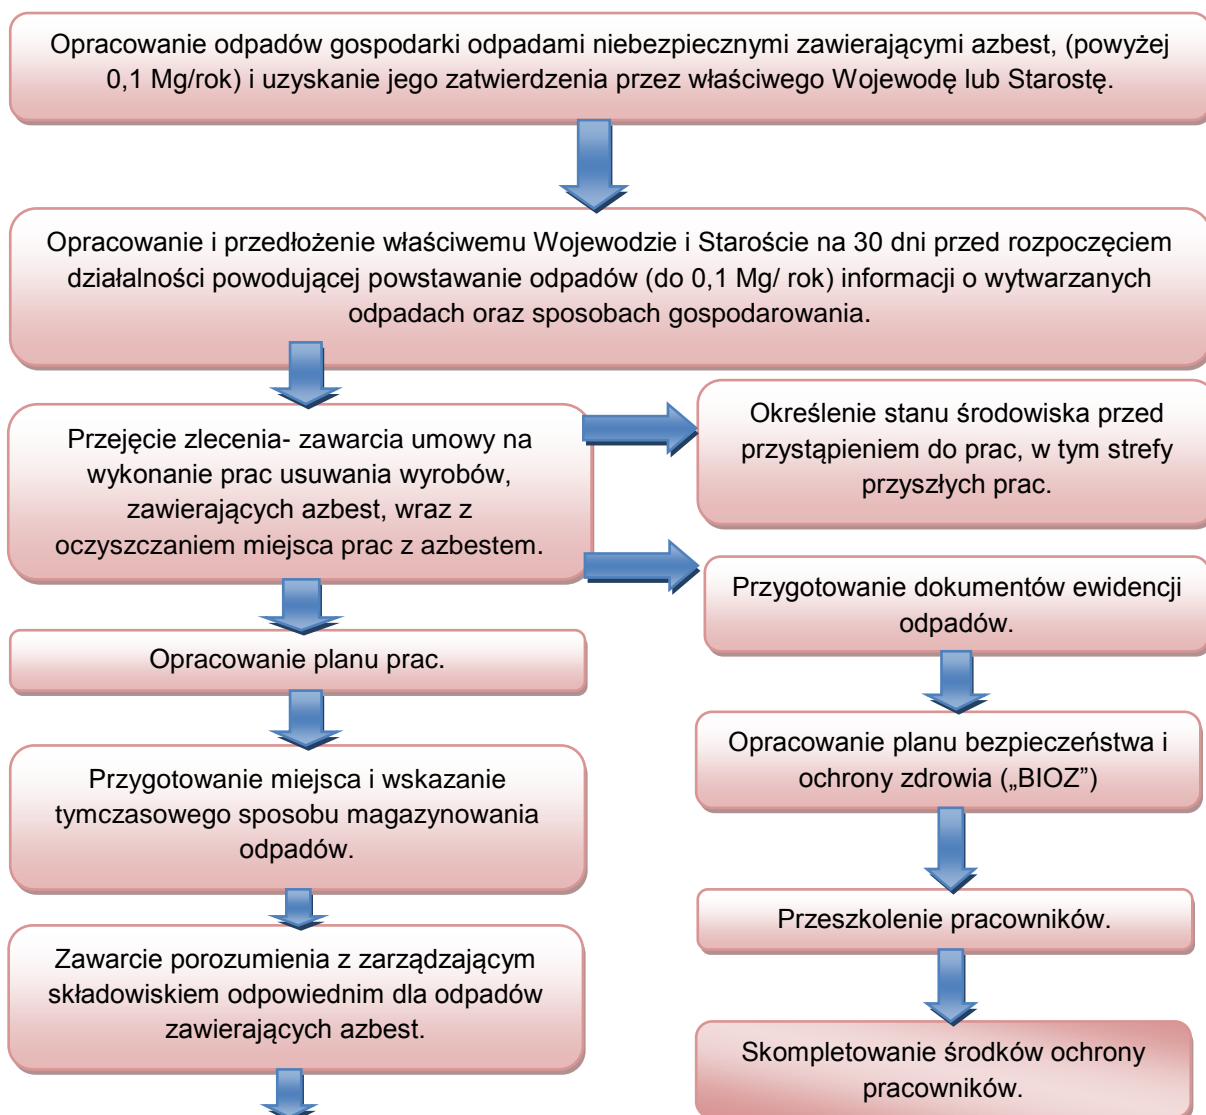 Opracowanie odpadów gospodarki odpadami niebezpiecznymi zawierającymi azbest, (powyżej
0,1 Mg/rok) i uzyskanie jego zatwierdzenia przez właściwego Wojewodę lub Starostę.
Opracowanie i przedłożenie właściwemu Wojewodzie i Staroście na 30 dni przed rozpoczęciem
działalności powodującej powstawanie odpadów (do 0,1 Mg/ rok) informacji o wytwarzanych
odpadach oraz sposobach gospodarowania.
Przejęcie zlecenia- zawarcia umowy na
wykonanie prac usuwania wyrobów,
zawierających azbest, wraz z
oczyszczaniem miejsca prac z azbestem.
Opracowanie planu prac.
Przygotowanie miejsca i wskazanie
tymczasowego sposobu magazynowania
odpadów.
Zawarcie porozumienia z zarządzającym
składowiskiem odpowiednim dla odpadów
zawierających azbest.
Określenie stanu środowiska przed
przystąpieniem do prac, w tym strefy
przyszłych prac.
Przygotowanie dokumentów ewidencji
odpadów.
Opracowanie planu bezpieczeństwa i
ochrony zdrowia („BIOZ”)
Przeszkolenie pracowników.
Skompletowanie środków ochrony
pracowników.